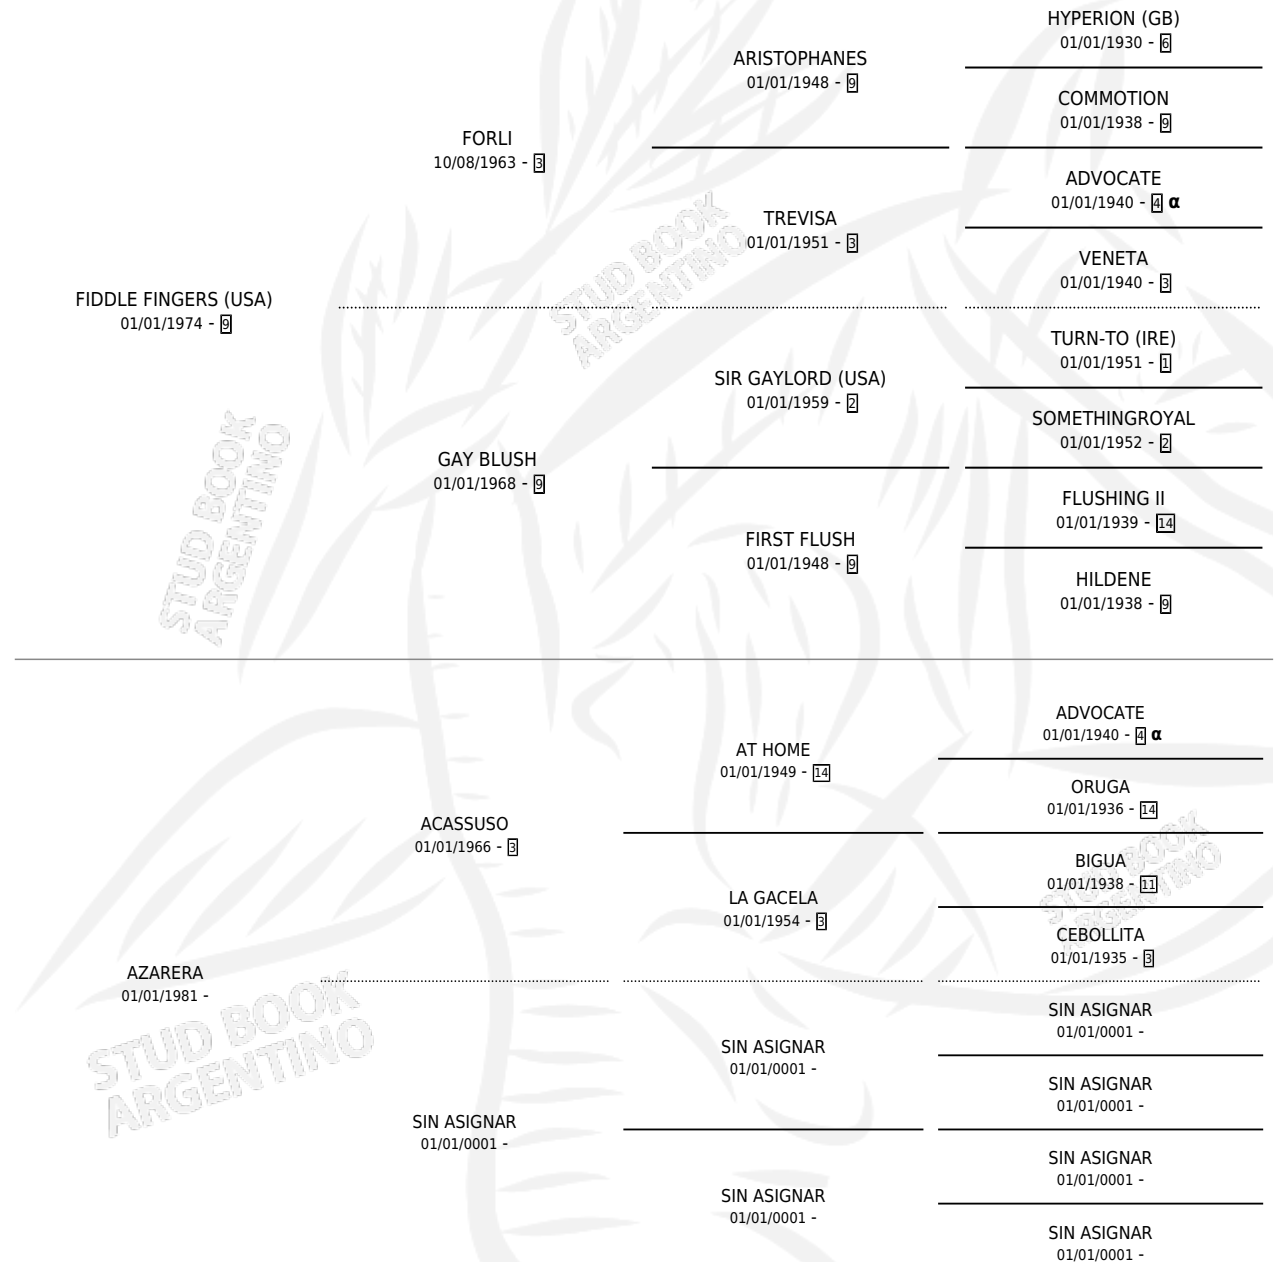 HYPERION (GB)
01/01/1930 - 6
ARISTOPHANES
01/01/1948 - 9
COMMOTION
01/01/1938 - 9
FORLI
10/08/1963 - 3
ADVOCATE
01/01/1940 - 4 α
TREVISA
01/01/1951 - 3
VENETA
01/01/1940 - 3
FIDDLE FINGERS (USA)
01/01/1974 - 9
TURN-TO (IRE)
01/01/1951 - 1
SIR GAYLORD (USA)
01/01/1959 - 2
SOMETHINGROYAL
01/01/1952 - 2
GAY BLUSH
01/01/1968 - 9
FLUSHING II
01/01/1939 - 14
FIRST FLUSH
01/01/1948 - 9
HILDENE
01/01/1938 - 9
ADVOCATE
01/01/1940 - 4 α
AT HOME
01/01/1949 - 14
ORUGA
01/01/1936 - 14
ACASSUSO
01/01/1966 - 3
BIGUA
01/01/1938 - 11
LA GACELA
01/01/1954 - 3
CEBOLLITA
01/01/1935 - 3
AZARERA
01/01/1981 -
SIN ASIGNAR
01/01/0001 -
SIN ASIGNAR
01/01/0001 -
SIN ASIGNAR
01/01/0001 -
SIN ASIGNAR
01/01/0001 -
SIN ASIGNAR
01/01/0001 -
SIN ASIGNAR
01/01/0001 -
SIN ASIGNAR
01/01/0001 -
STUD BOOK
ARGENTINO
STUD BOOK
ARGENTINO
STUD BOOK
ARGENTINO
STUD BOOK
ARGENTINO